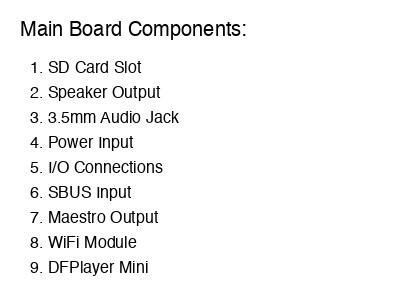 Main Board Components:
1. SD Card Slot
2. Speaker Output
3. 3.5mm Audio Jack
4. Power Input
5. I/O Connections
6. SBUS Input
7. Maestro Output
8. WiFi Module
9. DFPlayer Mini